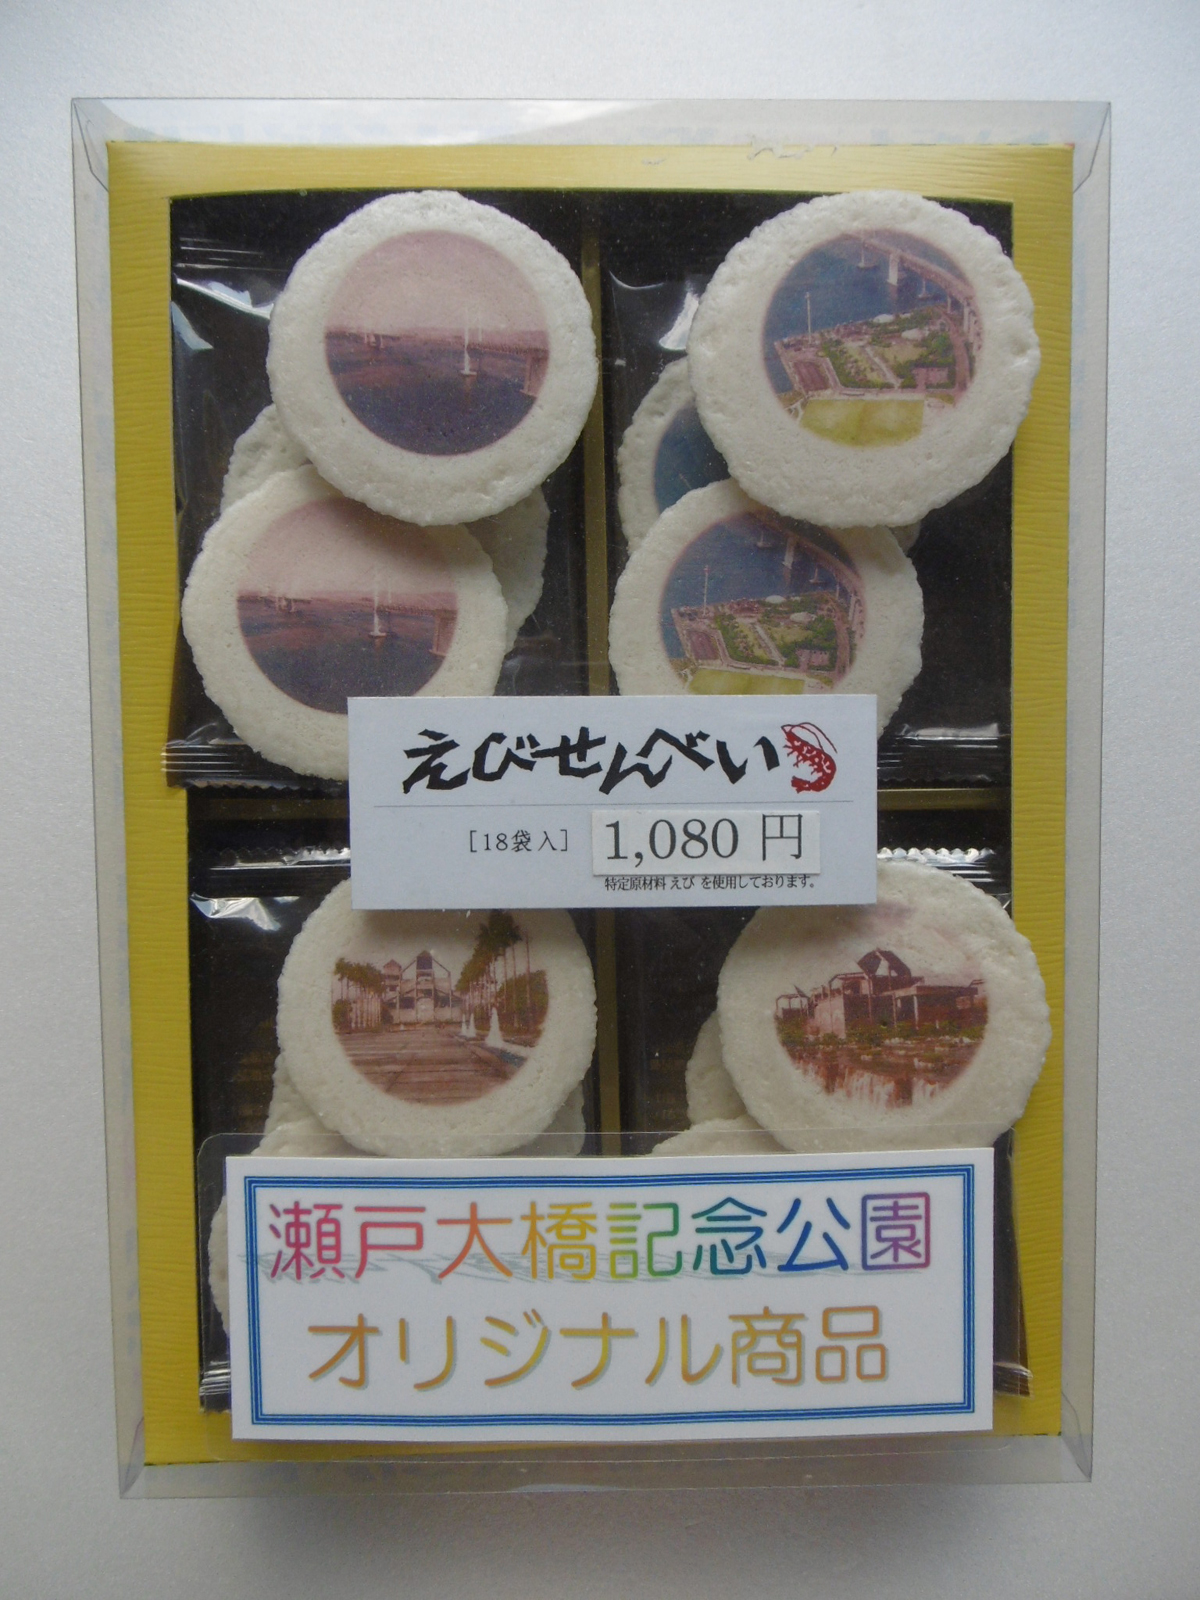 えびせんべい
［18袋入］
1,080 円
特定原材料 えび を使用しております。
瀬戸大橋記念公園
オリジナル商品